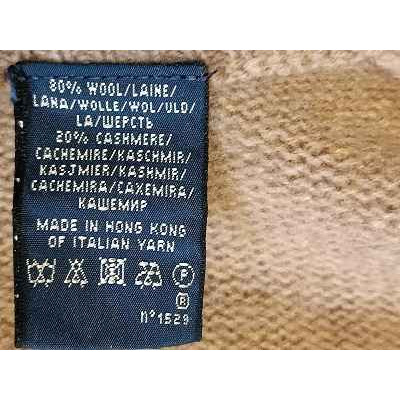 80% WOOL/LAINE/
LANA/WOLLE/WOL/ULD/
LA/ШЕРСТЬ
20% CASHMERE/
CACHEMIRE/KASCHMIR/
KASJMIER/KASHMIR/
CACHEMIRA/CAXEMIRA/
КАШЕМИР
MADE IN HONG KONG
OF ITALIAN YARN
P
R
n°1529